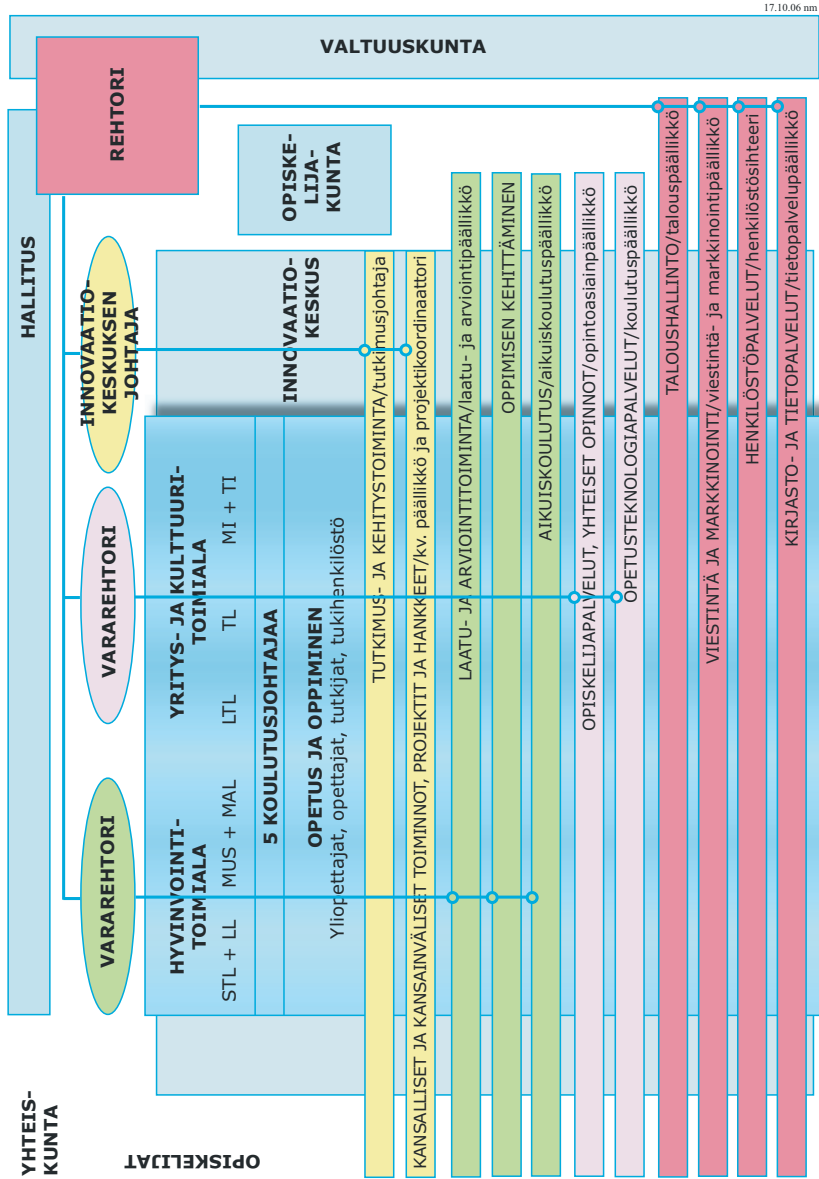 17.10.06 nm
YHTEIS-
KUNTA
HALLITUS
VALTUUSKUNTA
REHTORI
VARAREHTORI
VARAREHTORI
INNOVAATIO-
KESKUKSEN
JOHTAJA
OPISKE-
LIJA-
KUNTA
OPISKELIJAT
HYVINVOINTI-
TOIMIALA
STL + LL
MUS + MAL
YRITYS- JA KULTTUURI-
TOIMIALA
LTL
TL
MI + TI
5 KOULUTUSJOHTAJAA
OPETUS JA OPPIMINEN
Yliopettajat, opettajat, tutkijat, tukihenkilöstö
INNOVAATIO-
KESKUS
TUTKIMUS- JA KEHITYSTOIMINTA/tutkimusjohtaja
KANSALLISET JA KANSAINVÄLISET TOIMINNOT, PROJEKTIT JA HANKKEET/kv. päällikkö ja projektikoordinaattori
LAATU- JA ARVIOINTITOIMINTA/laatu- ja arviointipäällikkö
OPPIMISEN KEHITTÄMINEN
AIKUISKOULUTUS/aikuiskoulutuspäällikkö
OPISKELIJAPALVELUT, YHTEISET OPINNOT/opintoasiainpäällikkö
OPETUSTEKNOLOGIAPALVELUT/koulutuspäällikkö
TALOUSHALLINTO/talouspäällikkö
VIESTINTÄ JA MARKKINOINTI/viestintä- ja markkinointipäällikkö
HENKILÖSTÖPALVELUT/henkilöstösihteeri
KIRJASTO- JA TIETOPALVELUT/tietopalvelupäällikkö